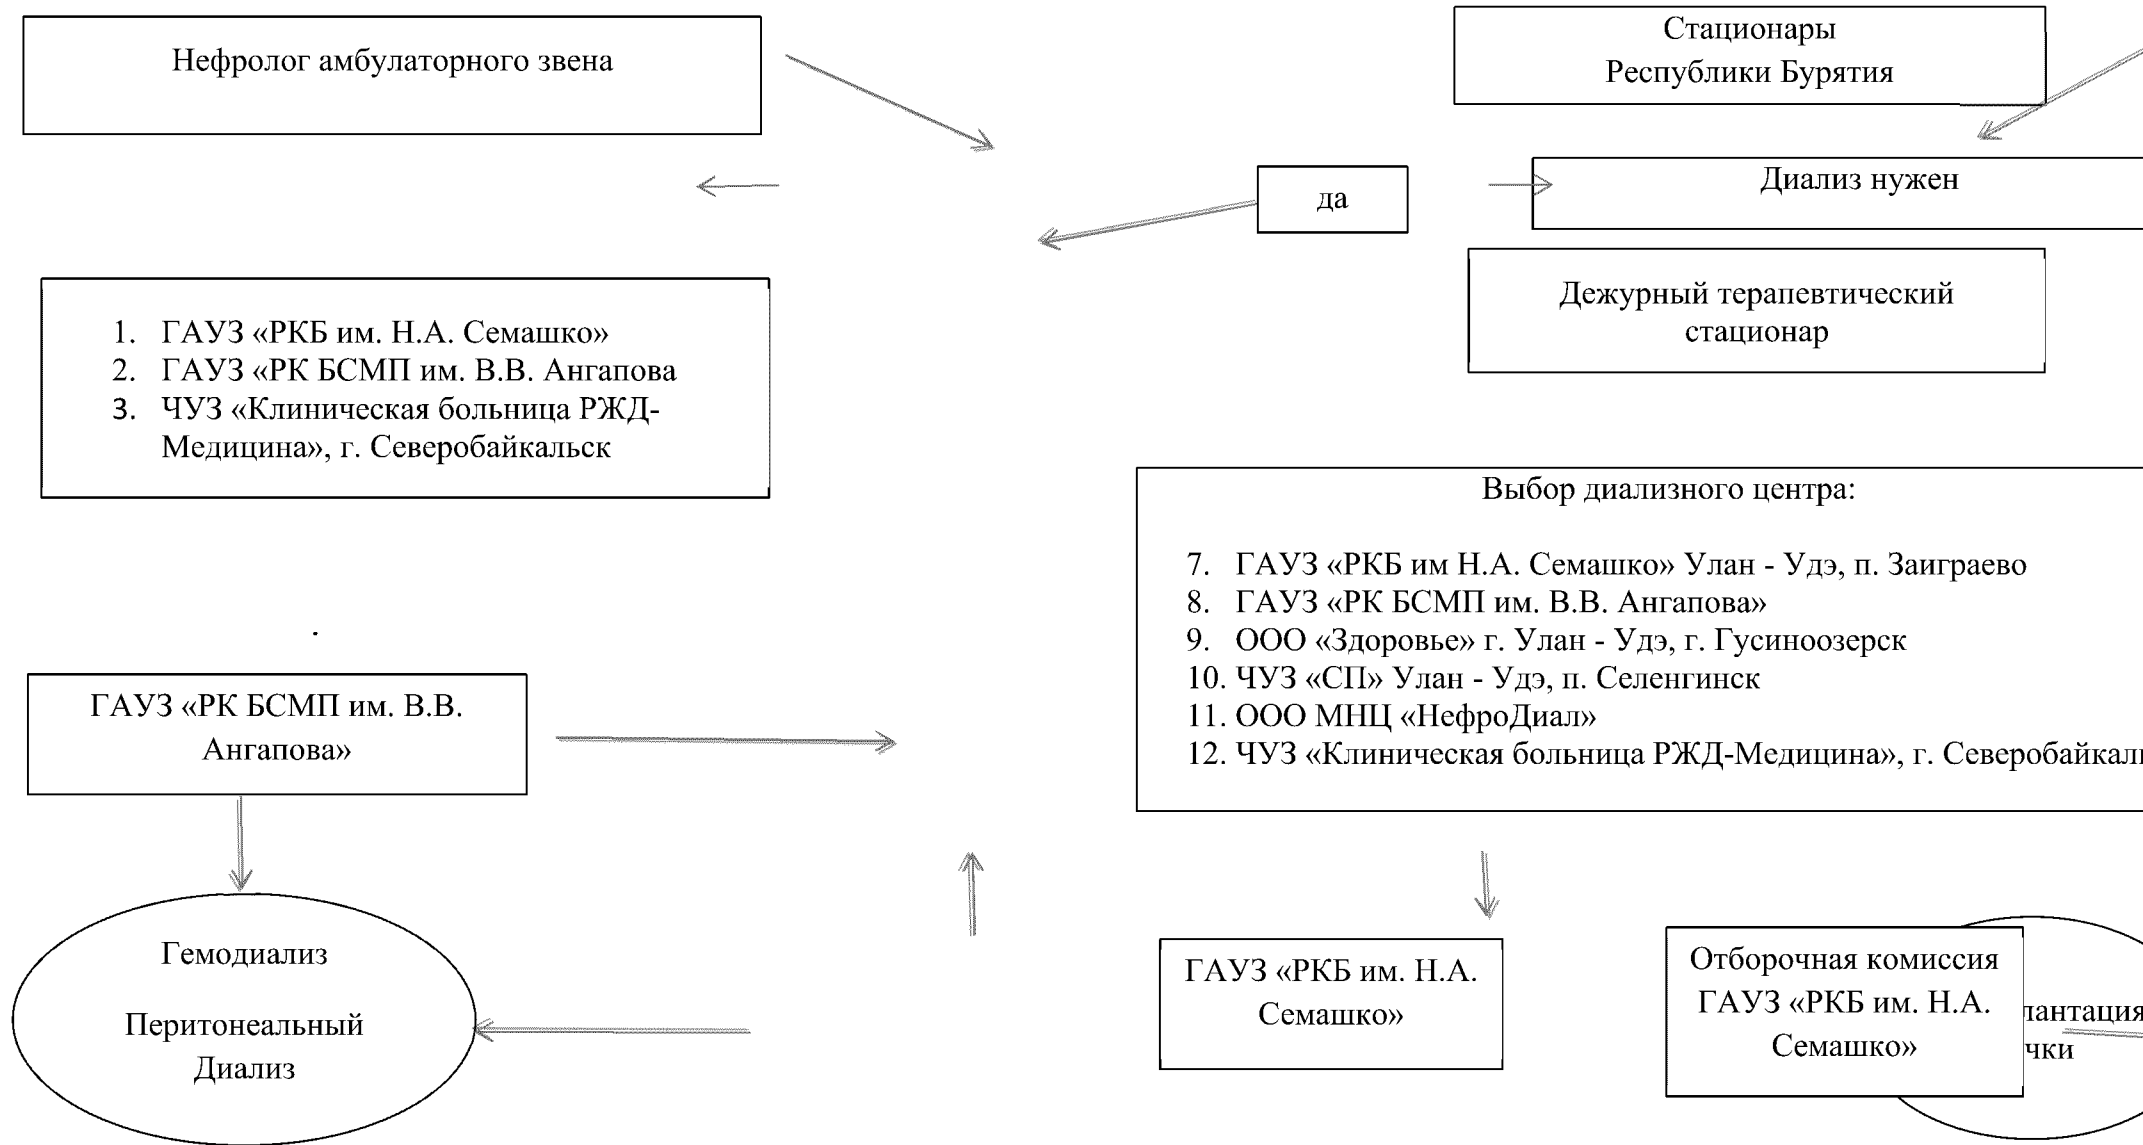 Нефролог амбулаторного звена
Стационары
Республики Бурятия
да
Диализ нужен
Дежурный терапевтический
стационар
1. ГАУЗ «РКБ им. Н.А. Семашко»
2. ГАУЗ «РК БСМП им. В.В. Ангапова
3. ЧУЗ «Клиническая больница РЖД-
Медицина», г. Северобайкальск
Выбор диализного центра:
7. ГАУЗ «РКБ им Н.А. Семашко» Улан - Удэ, п. Заиграево
8. ГАУЗ «РК БСМП им. В.В. Ангапова»
9. ООО «Здоровье» г. Улан - Удэ, г. Гусиноозерск
10. ЧУЗ «СП» Улан - Удэ, п. Селенгинск
11. ООО МНЦ «НефроДиал»
12. ЧУЗ «Клиническая больница РЖД-Медицина», г.
ГАУЗ «РК БСМП им. В.В.
Ангапова»
Гемодиализ
Перитонеальный
Диализ
ГАУЗ «РКБ им. Н.А.
Семашко»
Отборочная комиссия
ГАУЗ «РКБ им. Н.А.
Семашко»